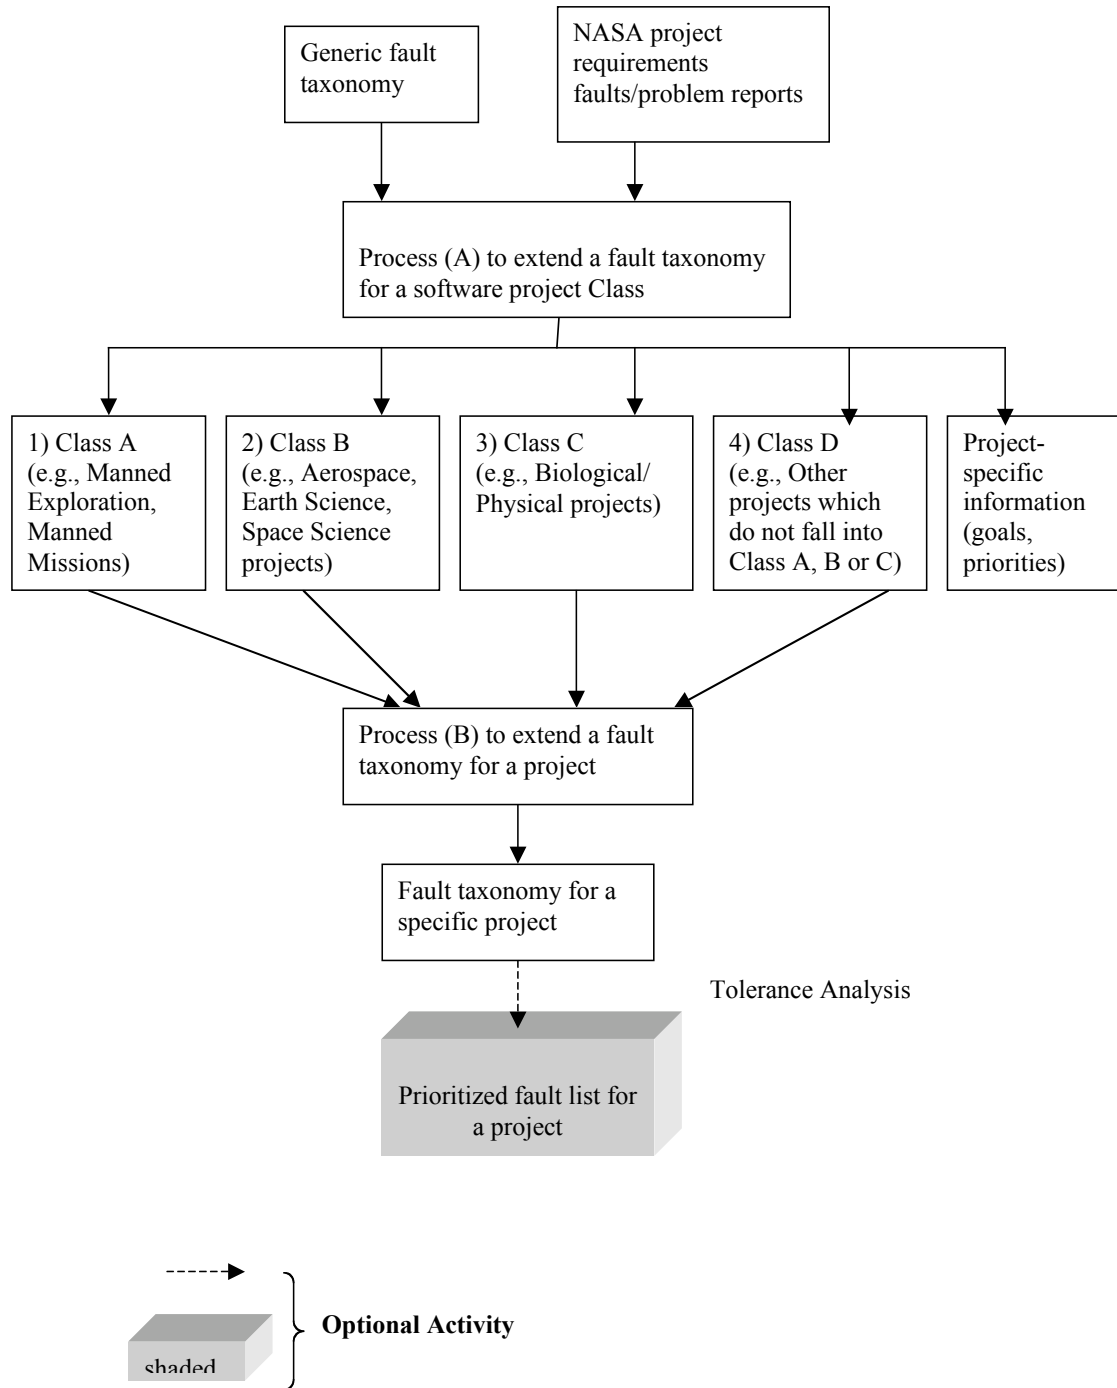 Generic fault
taxonomy
NASA project
requirements
faults/problem reports
Process (A) to extend a fault taxonomy
for a software project Class
1) Class A
(e.g., Manned
Exploration,
Manned
Missions)
2) Class B
(e.g., Aerospace,
Earth Science,
Space Science
projects)
3) Class C
(e.g., Biological/
Physical projects)
4) Class D
(e.g., Other
projects which
do not fall into
Class A, B or C)
Project-
specific
information
(goals,
priorities)
Process (B) to extend a fault
taxonomy for a project
Fault taxonomy for a
specific project
Tolerance Analysis
Prioritized fault list for
a project
Optional Activity
shaded